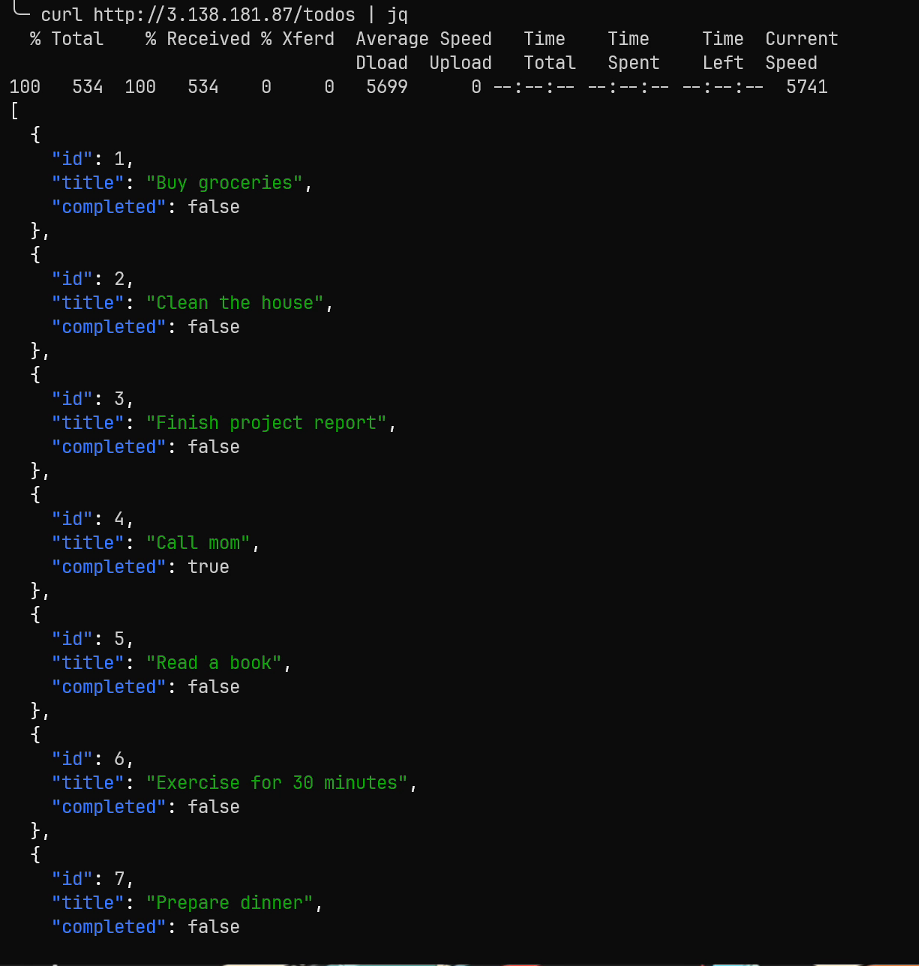 ╰─ curl http://3.138.181.87/todos | jq
  % Total    % Received % Xferd  Average Speed   Time    Time     Time  Current
                                 Dload  Upload   Total   Spent    Left  Speed
100   534  100   534    0     0   5699      0 --:--:-- --:--:-- --:--:--  5741
[
  {
    "id": 1,
    "title": "Buy groceries",
    "completed": false
  },
  {
    "id": 2,
    "title": "Clean the house",
    "completed": false
  },
  {
    "id": 3,
    "title": "Finish project report",
    "completed": false
  },
  {
    "id": 4,
    "title": "Call mom",
    "completed": true
  },
  {
    "id": 5,
    "title": "Read a book",
    "completed": false
  },
  {
    "id": 6,
    "title": "Exercise for 30 minutes",
    "completed": false
  },
  {
    "id": 7,
    "title": "Prepare dinner",
    "completed": false